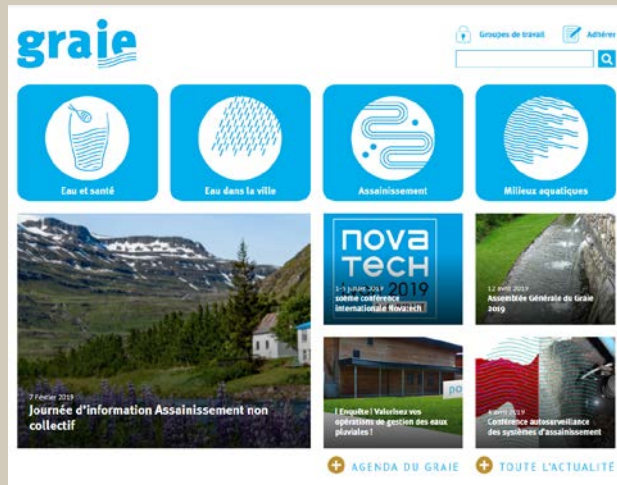 graie
Groupes de travail
Adhérer
Eau et santé
Eau dans la ville
Assainissement
Milieux aquatiques
7 Février 2019
Journée d'information Assainissement non
collectif
NOVA
TECH
2019
1-5 juillet 2019
10ème conférence
internationale Novatech
12 avril 2019
Assemblée Générale du Graie
2019
po
! Enquête ! Valorisez vos
opérations de gestion des eaux
pluviales !
avril 2019
Conférence autosurveillance
des systèmes d'assainissement
AGENDA DU GRAIE
TOUTE L'ACTUALITÉ